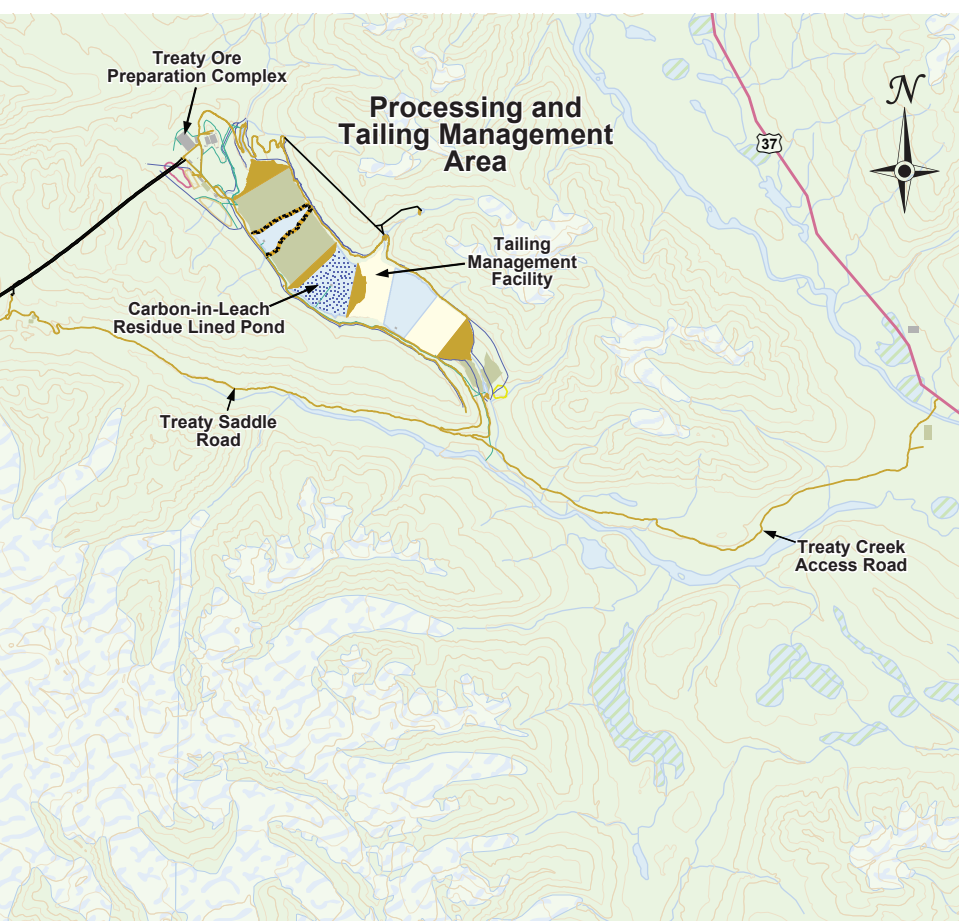 Treaty Ore
Preparation Complex
Processing and
Tailing Management
Area
N
37
Tailing
Management
Facility
Carbon-in-Leach
Residue Lined Pond
Treaty Saddle
Road
Treaty Creek
Access Road